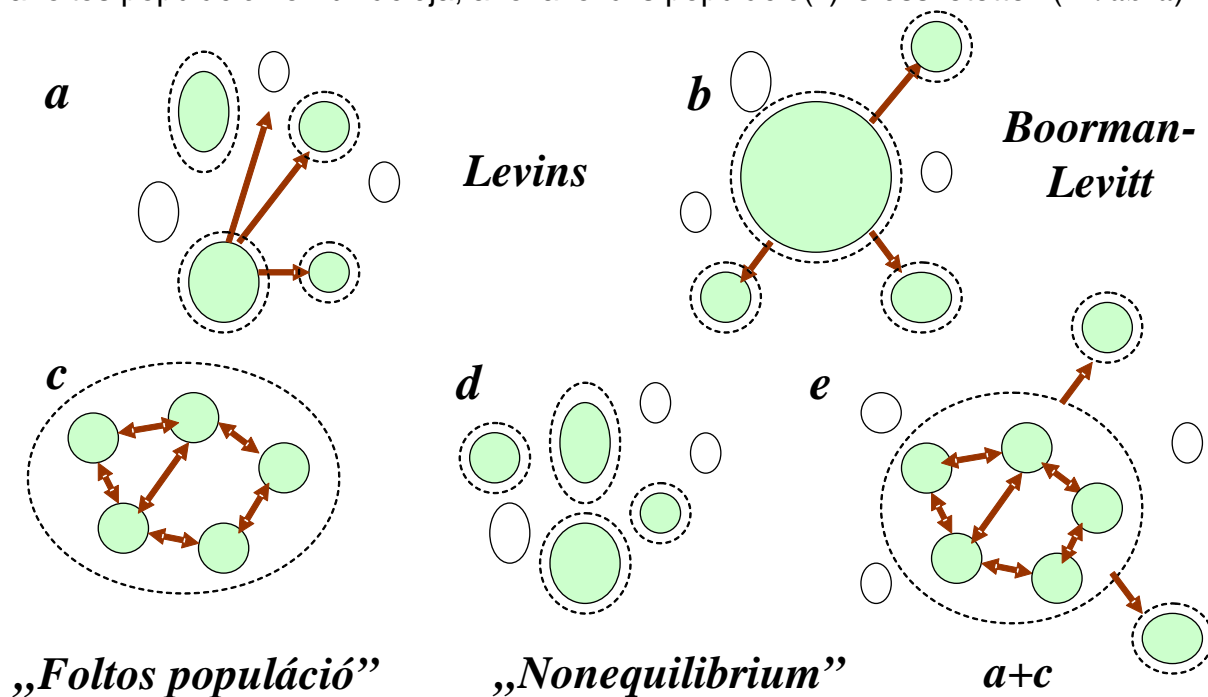 a
Levins
b
Boorman-
Levitt
c
d
e
„Foltos populáció”
„Nonequilibrium”
a+c